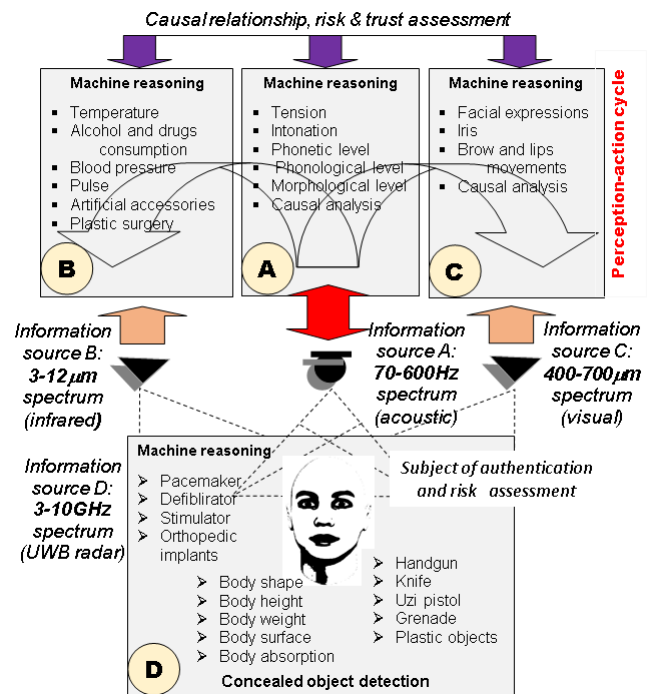 Causal relationship, risk & trust assessment
Machine reasoning
▪ Temperature
▪ Alcohol and drugs
consumption
▪ Blood pressure
▪ Pulse
▪ Artificial accessories
▪ Plastic surgery
B
Machine reasoning
▪ Tension
▪ Intonation
▪ Phonetic level
▪ Phonological level
▪ Morphological level
▪ Causal analysis
A
Machine reasoning
▪ Facial expressions
▪ Iris
▪ Brow and lips
movements
▪ Causal analysis
C
Perception-action cycle
Information
source B:
3-12μm
spectrum
(infrared)
Information
source A:
70-600Hz
spectrum
(acoustic)
Information
source C:
400-700μm
spectrum
(visual)
Information
source D:
3-10GHz
spectrum
(UWB radar)
Machine reasoning
➢ Pacemaker
➢ Defiblirator
➢ Stimulator
➢ Orthopedic
implants
Subject of authentication
and risk assessment
➢ Body shape
➢ Body height
➢ Body weight
➢ Body surface
➢ Body absorption
➢ Handgun
➢ Knife
➢ Uzi pistol
➢ Grenade
➢ Plastic objects
D
Concealed object detection